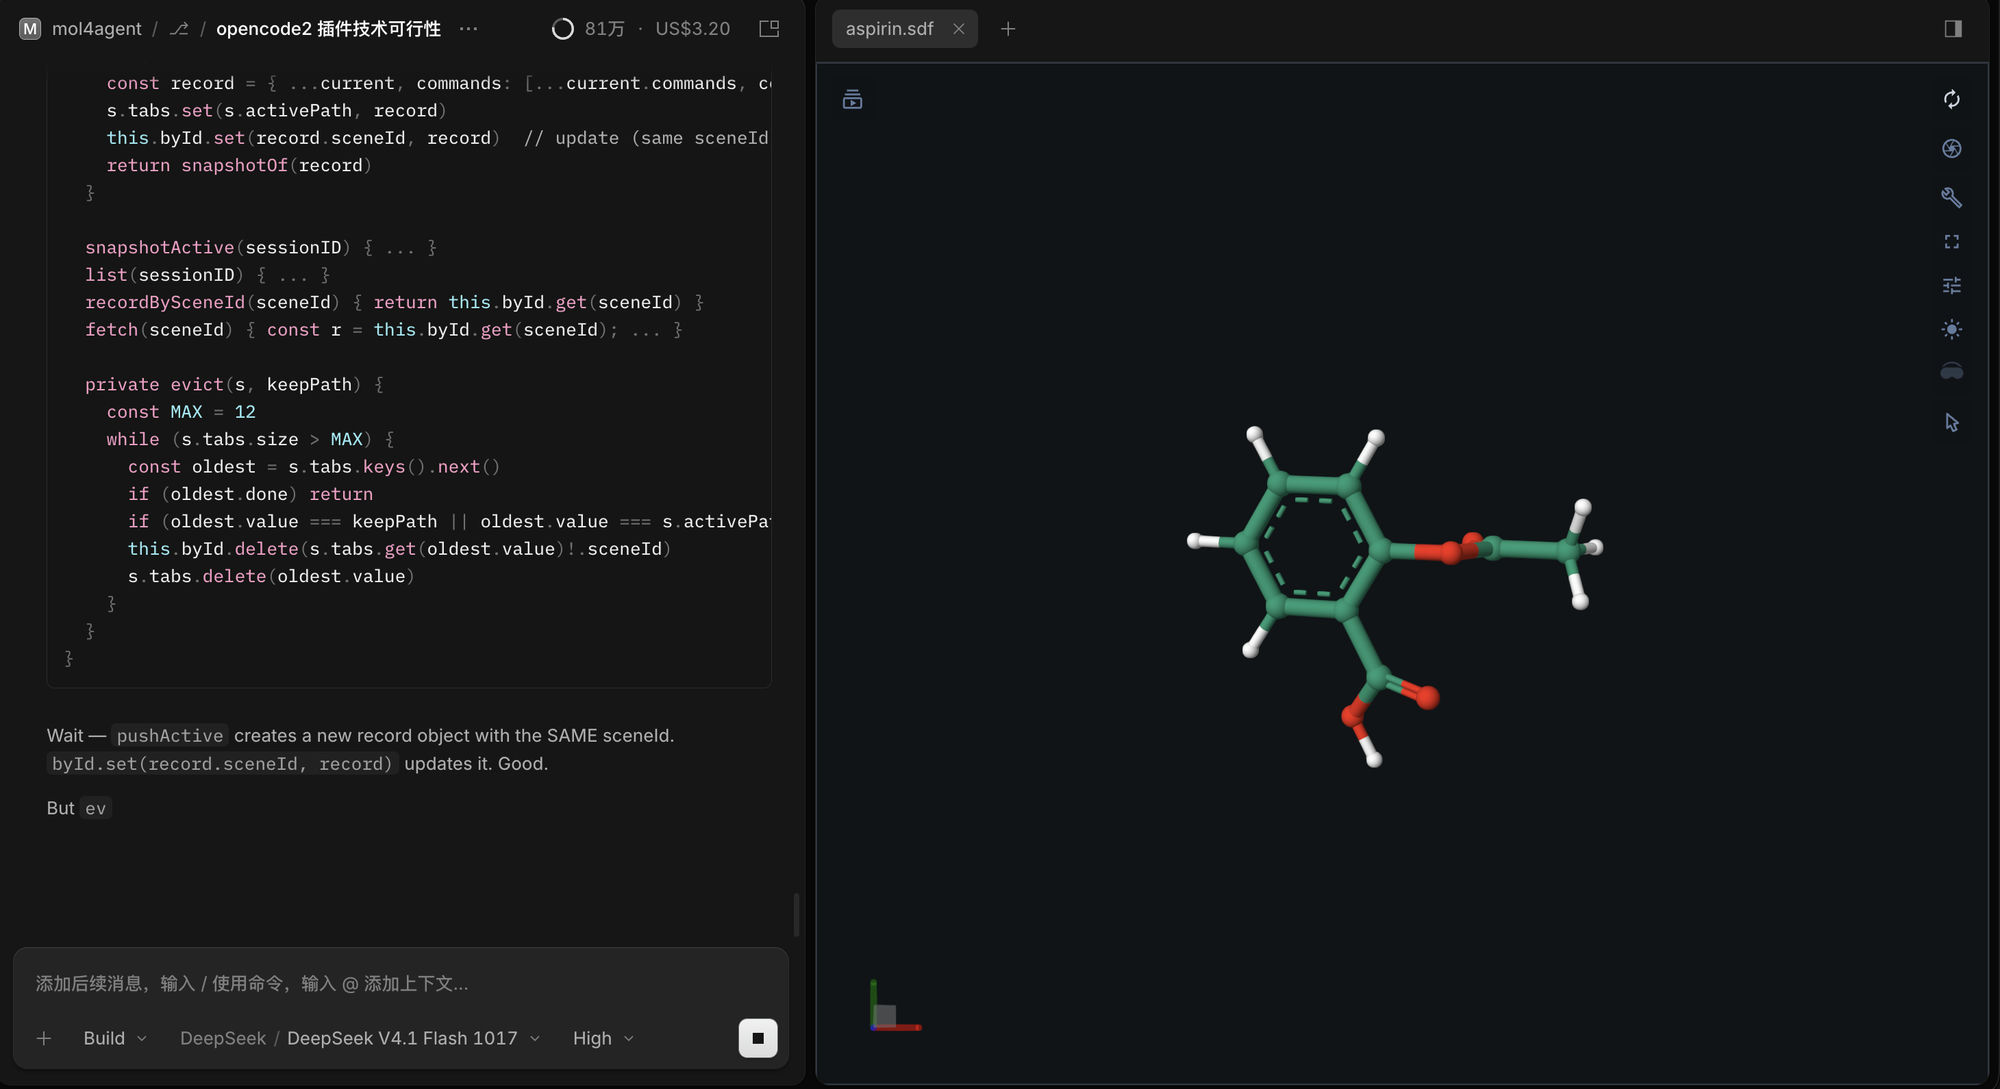 M mol4agent / / opencode2 插件技术可行性 ... 81万 · US$3.20
const record = { ...current, commands: [...current.commands, c
s.tabs.set(s.activePath, record)
this.byId.set(record.sceneId, record)  // update (same sceneId
return snapshotOf(record)
}
snapshotActive(sessionID) { ... }
list(sessionID) { ... }
recordBySceneId(sceneId) { return this.byId.get(sceneId) }
fetch(sceneId) { const r = this.byId.get(sceneId); ... }
private evict(s, keepPath) {
const MAX = 12
while (s.tabs.size > MAX) {
const oldest = s.tabs.keys().next()
if (oldest.done) return
if (oldest.value === keepPath || oldest.value === s.activePa
this.byId.delete(s.tabs.get(oldest.value)!.sceneId)
s.tabs.delete(oldest.value)
}
}
}
Wait — pushActive creates a new record object with the SAME sceneId.
byId.set(record.sceneId, record) updates it. Good.
But ev
添加后续消息，输入 / 使用命令，输入 @ 添加上下文...
Build DeepSeek / DeepSeek V4.1 Flash 1017 High
aspirin.sdf